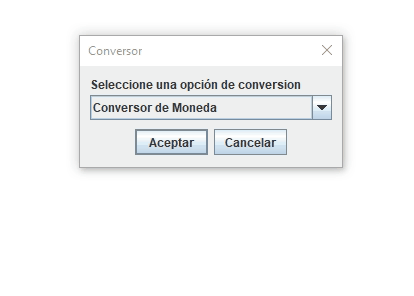 Conversor
Seleccione una opción de conversion
Conversor de Moneda
Aceptar
Cancelar